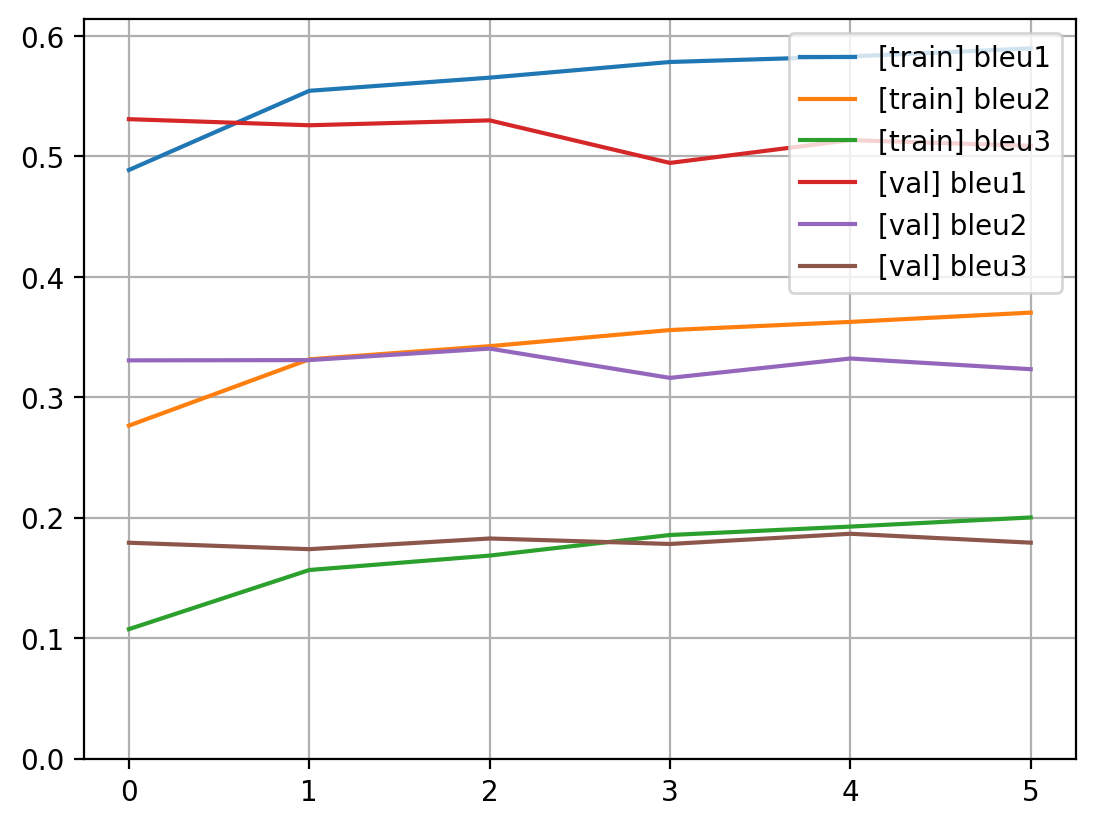 0.6
0.5
0.4
0.3
0.2
0.1
0.0
0 1 2 3 4 5
[train] bleu1
[train] bleu2
[train] bleu3
[val] bleu1
[val] bleu2
[val] bleu3